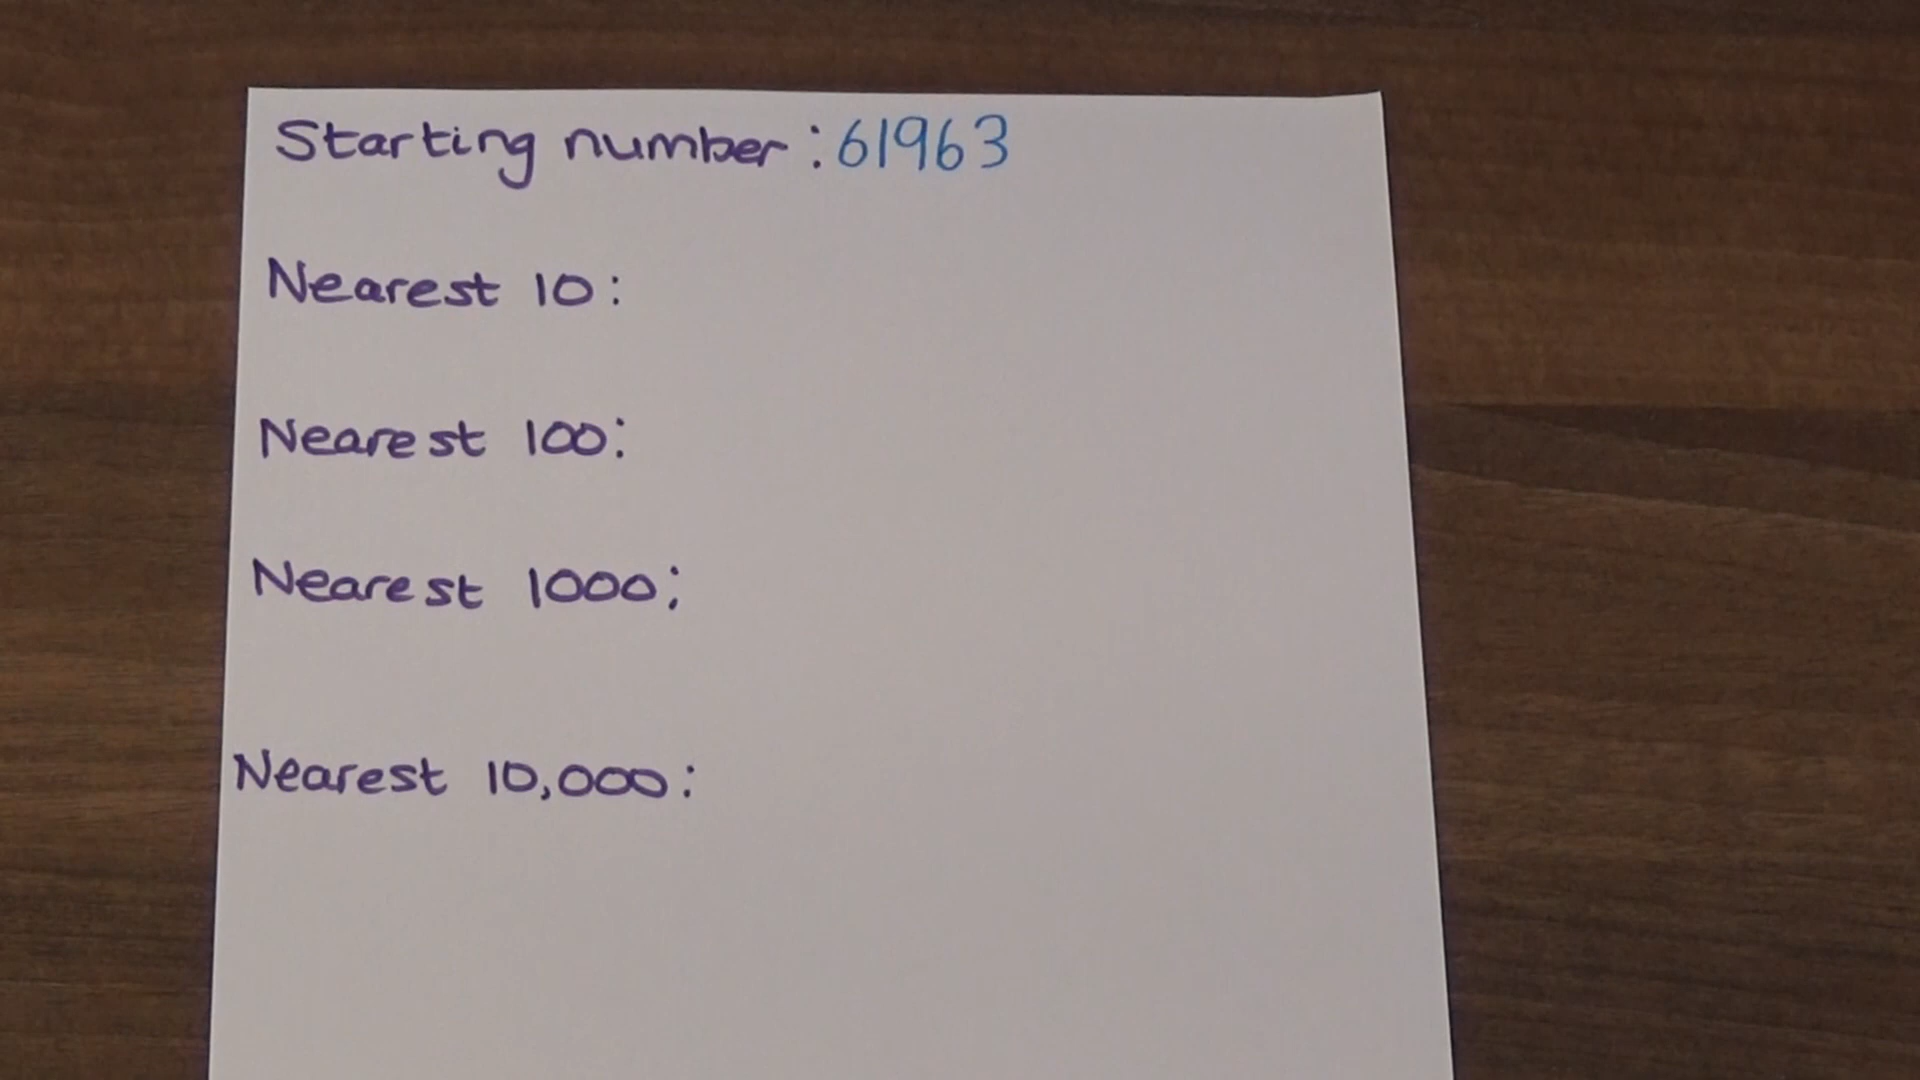 Starting number: 61963
Nearest 10:
Nearest 100:
Nearest 1000:
Nearest 10,000: